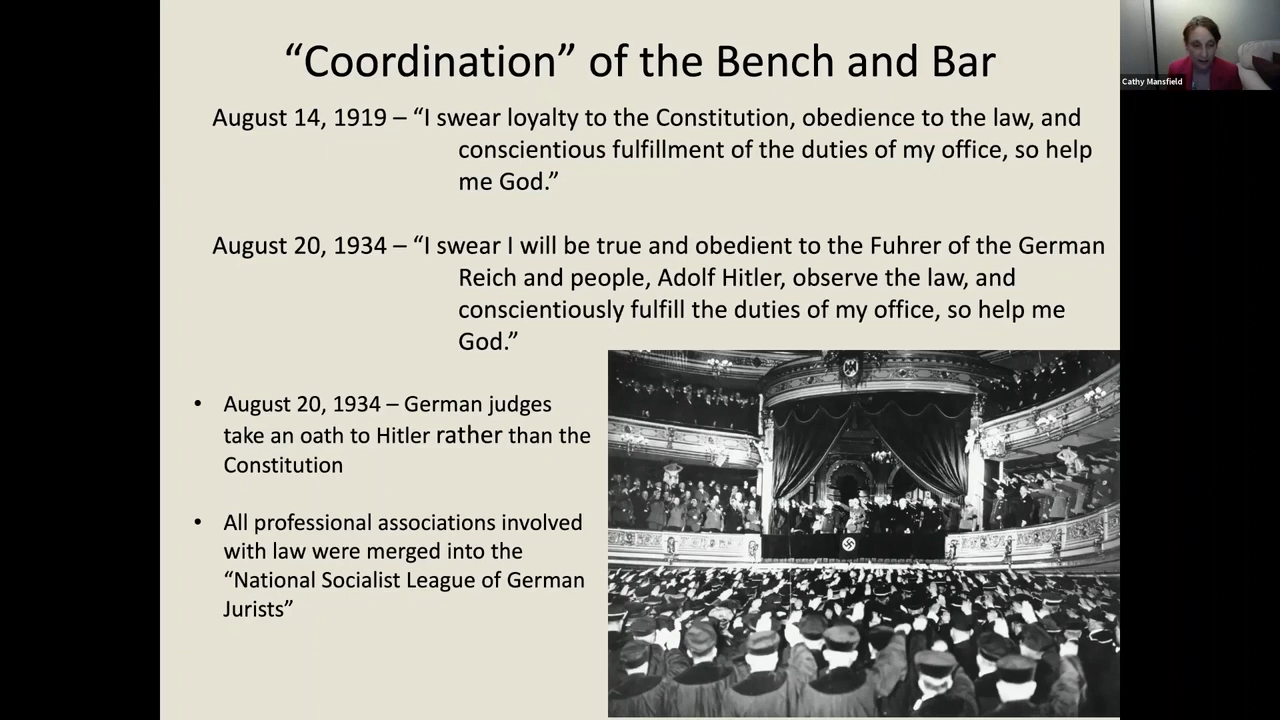 “Coordination” of the Bench and Bar
Cathy Mansfield
August 14, 1919 – “I swear loyalty to the Constitution, obedience to the law, and
conscientious fulfillment of the duties of my office, so help
me God.”
August 20, 1934 – “I swear I will be true and obedient to the Fuhrer of the German
Reich and people, Adolf Hitler, observe the law, and
conscientiously fulfill the duties of my office, so help me
God.”
• August 20, 1934 – German judges
take an oath to Hitler rather than the
Constitution
• All professional associations involved
with law were merged into the
“National Socialist League of German
Jurists”